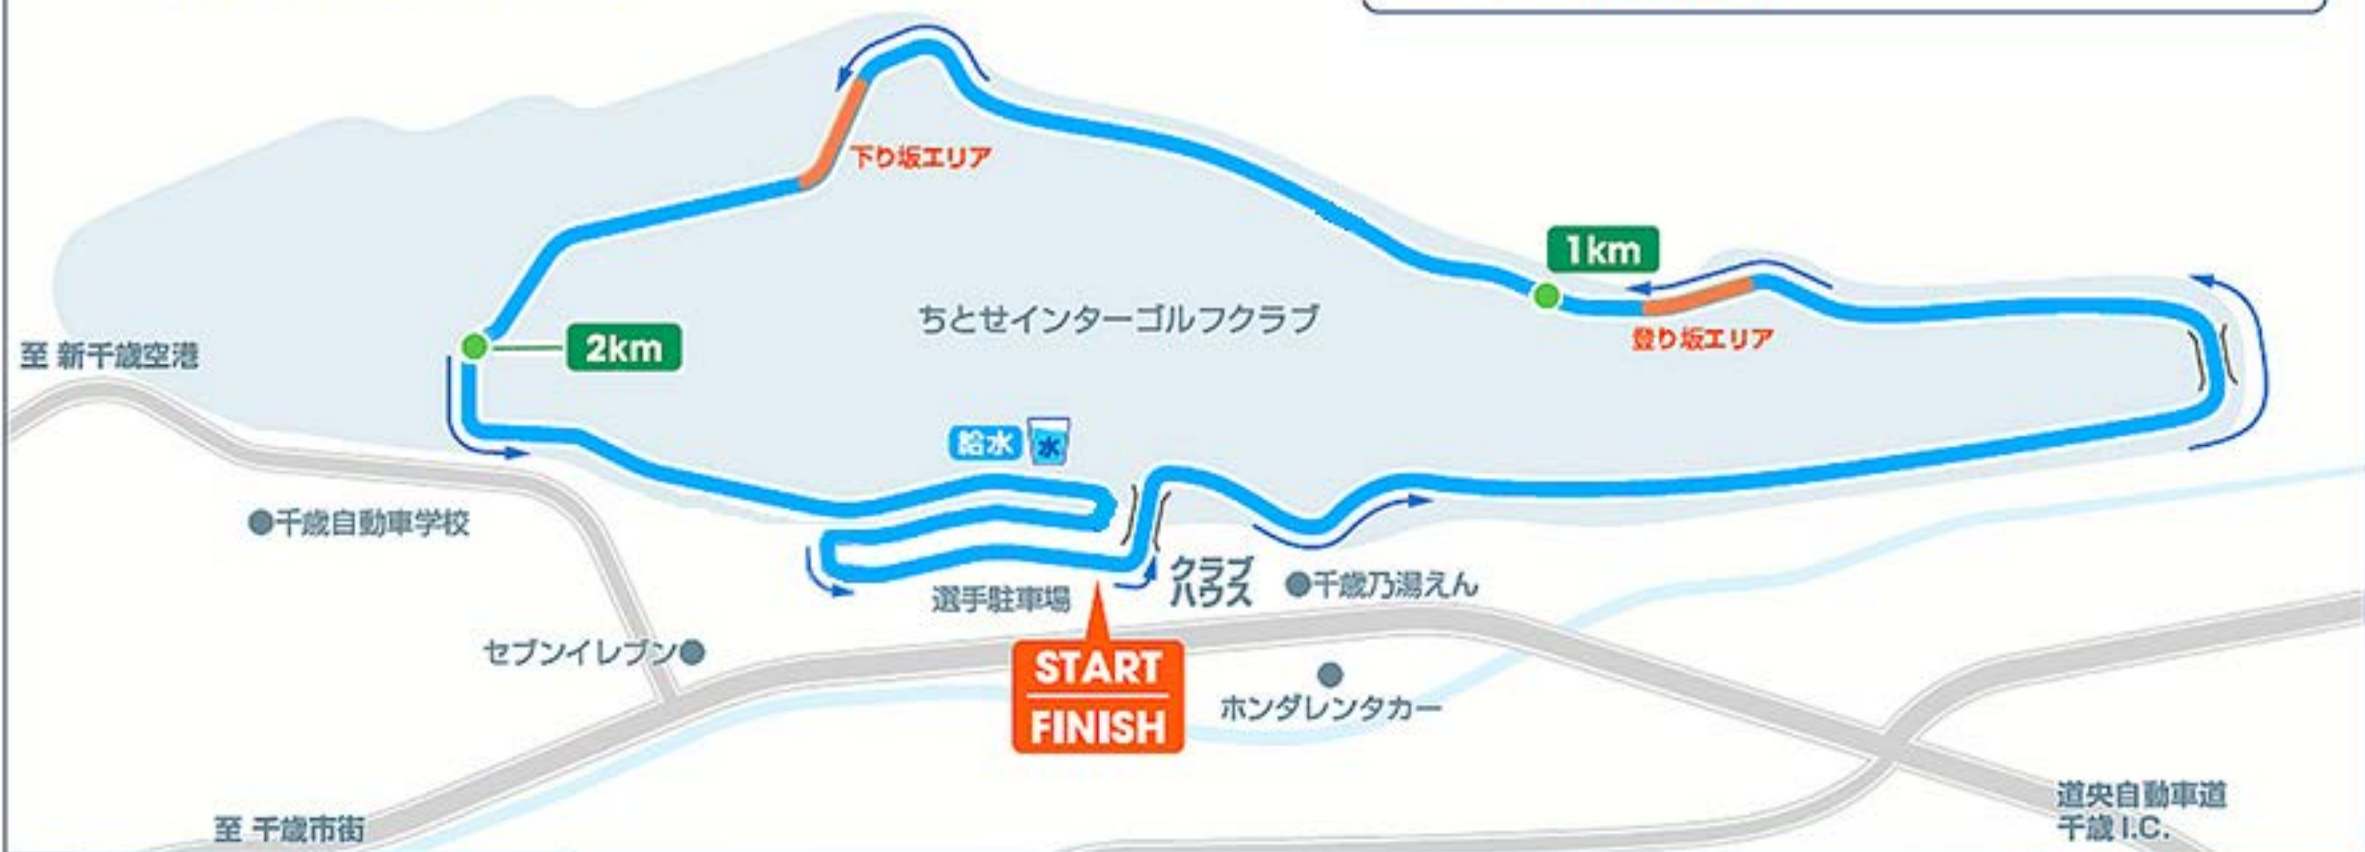 下り坂エリア
1km
登り坂エリア
ちとせインターゴルフクラブ
2km
至 新千歳空港
給水
水
千歳自動車学校
クラブ
ハウス
千歳乃湯えん
選手駐車場
セブンイレブン
START
FINISH
ホンダレンタカー
至 千歳市街
道央自動車道
千歳 I.C.